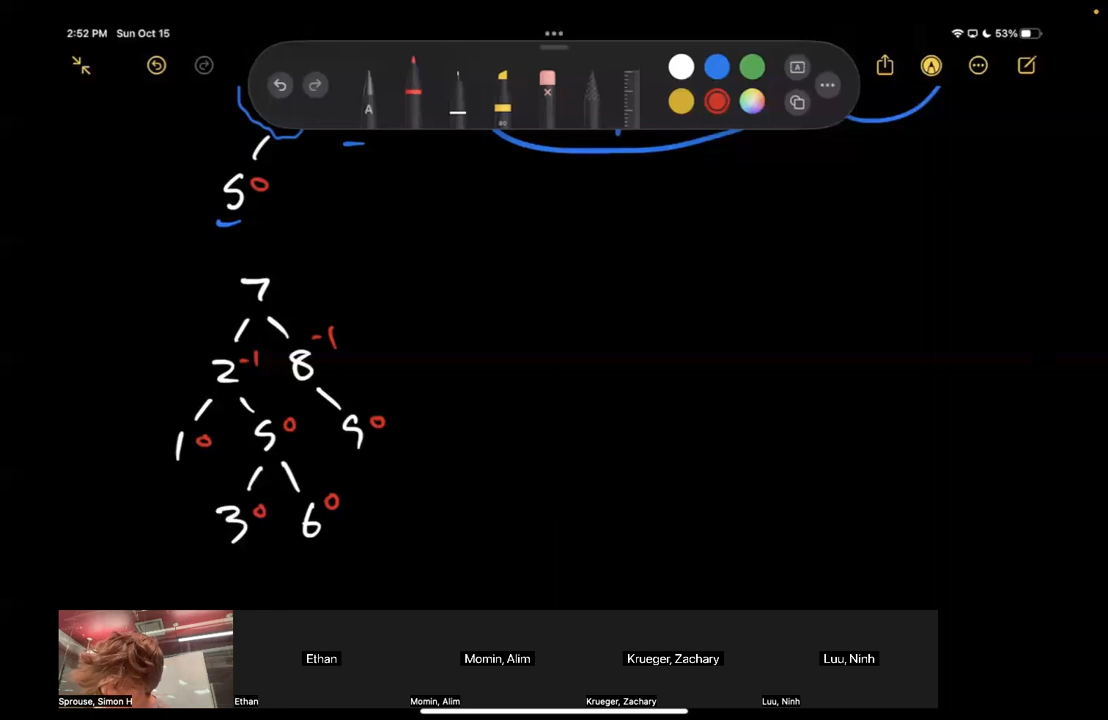 2:52 PM Sun Oct 15
53%
A
80
A
5 0
7
2 -1 8 -1
1 0 5 0 9 0
3 0 6 0
Ethan
Momin, Alim
Krueger, Zachary
Luu, Ninh
Sprouse, Simon H
Ethan
Momin, Alim
Krueger, Zachary
Luu, Ninh